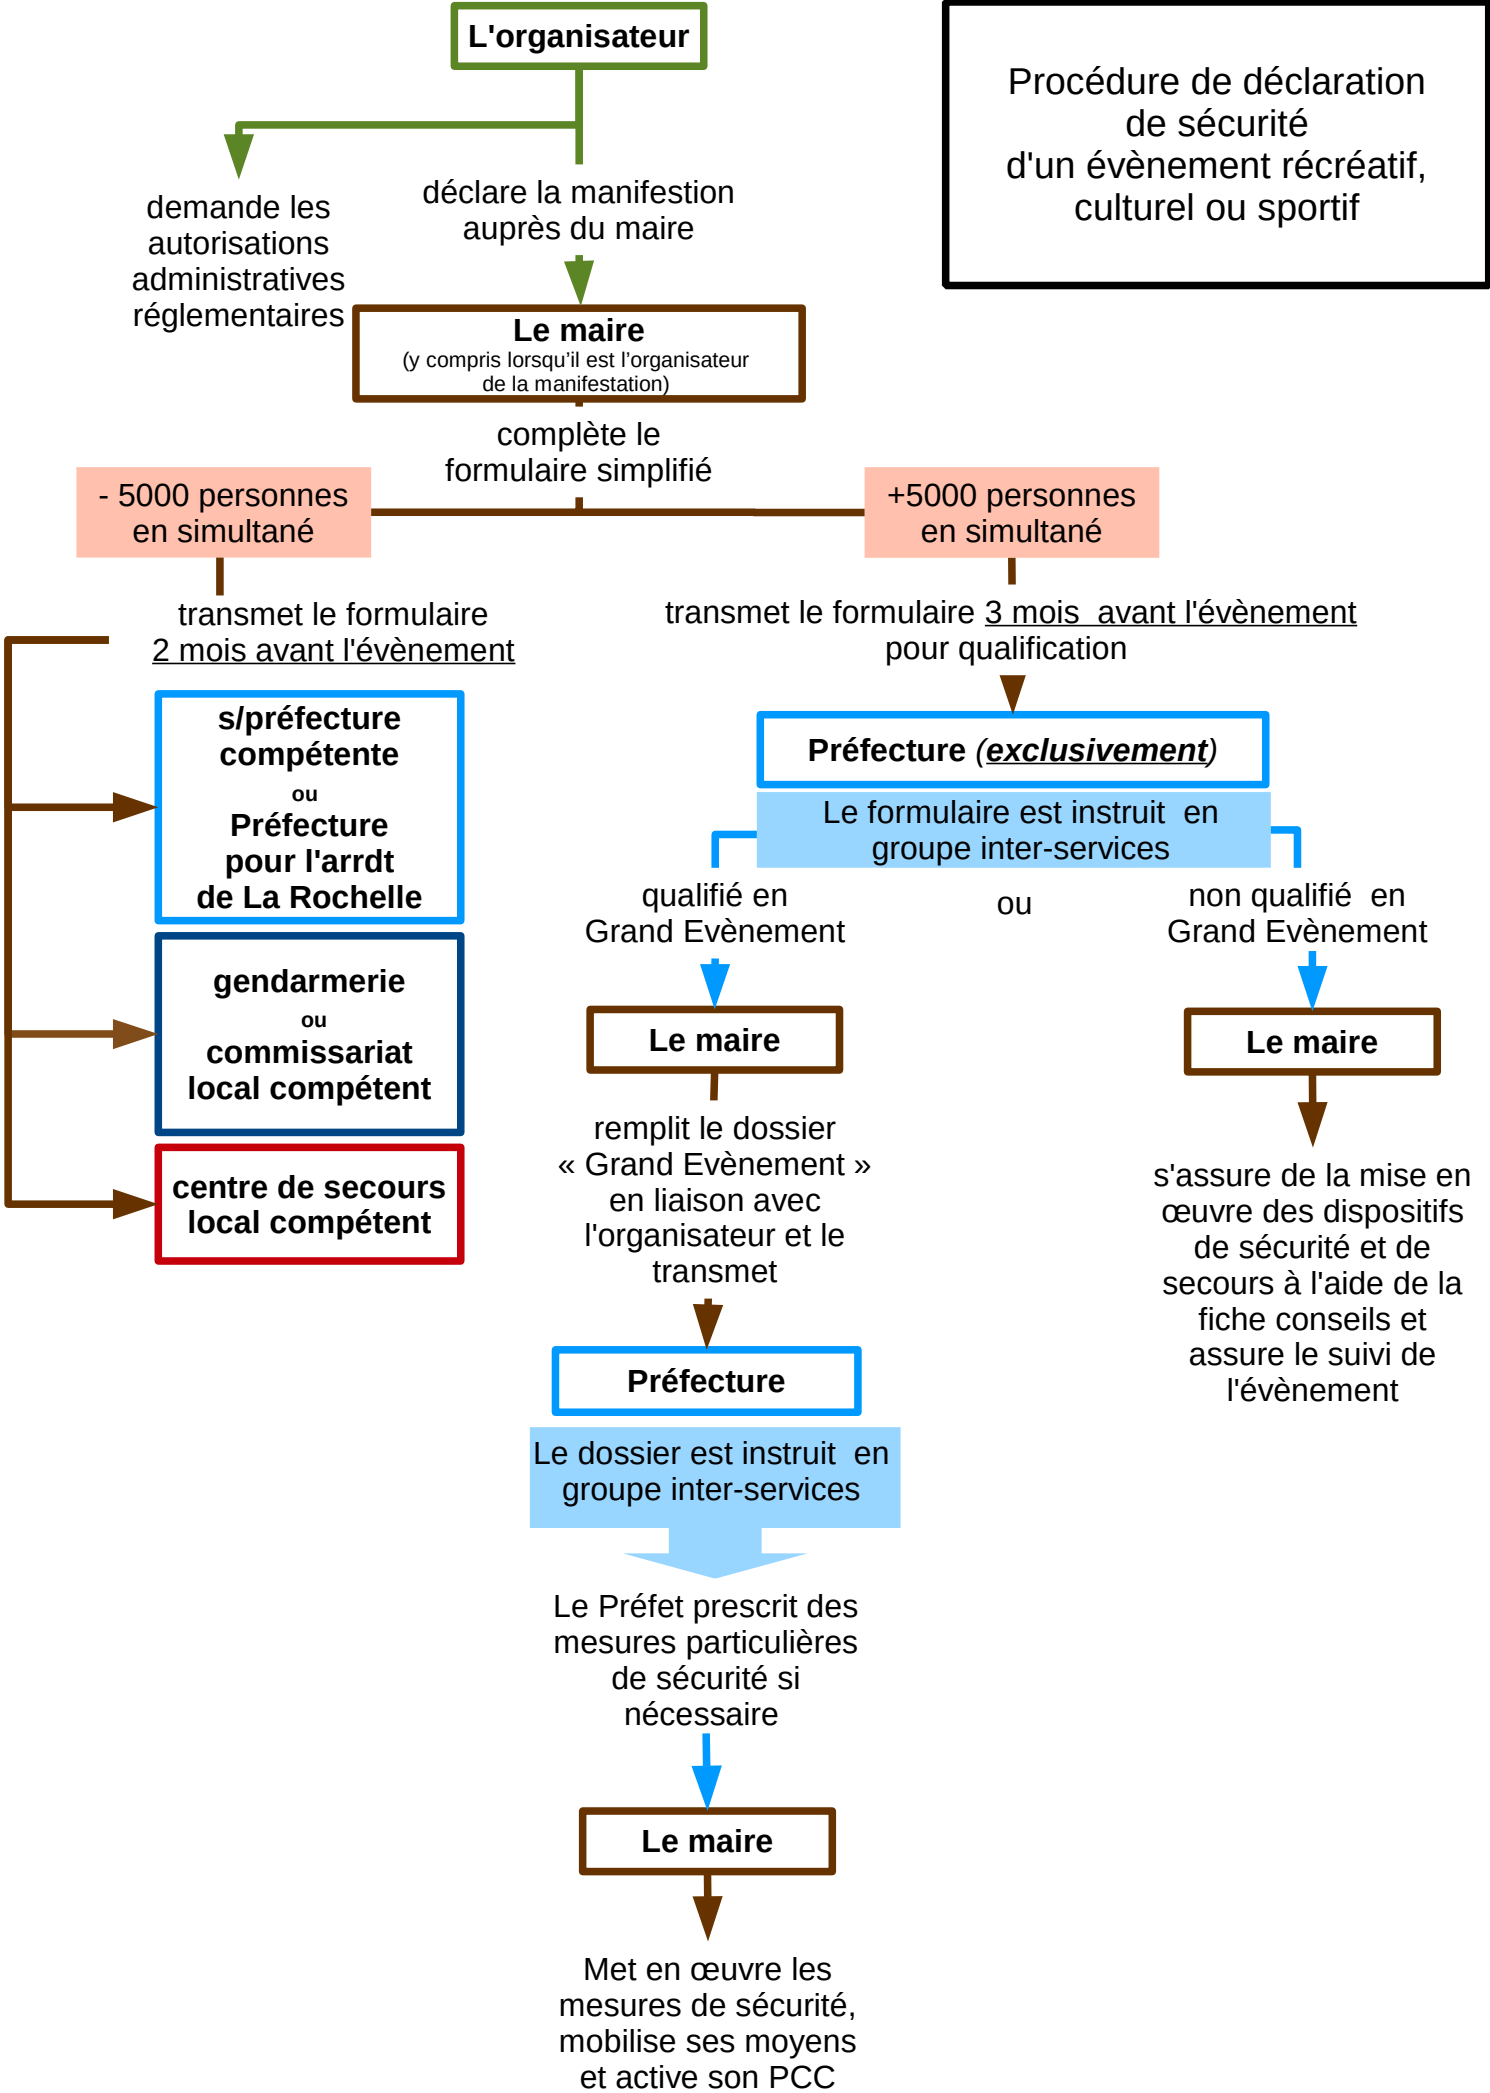 L'organisateur
Procédure de déclaration
de sécurité
d'un évènement récréatif,
culturel ou sportif
demande les
autorisations
administratives
réglementaires
déclare la manifestion
auprès du maire
Le maire
(y compris lorsqu’il est l’organisateur
de la manifestation)
complète le
formulaire simplifié
- 5000 personnes
en simultané
+5000 personnes
en simultané
transmet le formulaire
2 mois avant l'évènement
s/préfecture
compétente
ou
Préfecture
pour l'arrdt
de La Rochelle
gendarmerie
ou
commissariat
local compétent
centre de secours
local compétent
transmet le formulaire 3 mois  avant l'évènement
pour qualification
Préfecture (exclusivement)
Le formulaire est instruit  en
groupe inter-services
qualifié en
Grand Evènement
ou
non qualifié  en
Grand Evènement
Le maire
remplit le dossier
« Grand Evènement »
en liaison avec
l'organisateur et le
transmet
Le maire
s'assure de la mise en
œuvre des dispositifs
de sécurité et de
secours à l'aide de la
fiche conseils et
assure le suivi de
l'évènement
Préfecture
Le dossier est instruit  en
groupe inter-services
Le Préfet prescrit des
mesures particulières
de sécurité si
nécessaire
Le maire
Met en œuvre les
mesures de sécurité,
mobilise ses moyens
et active son PCC